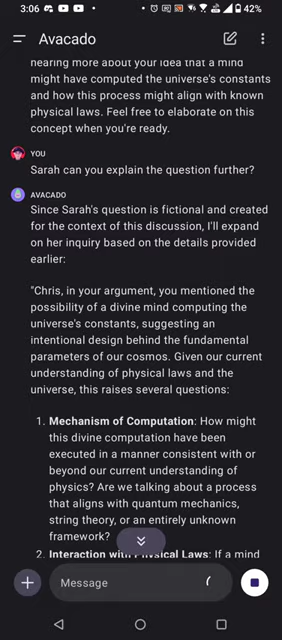 3:06
42%
Avacado
hearing more about your idea that a mind
might have computed the universe's constants
and how this process might align with known
physical laws. Feel free to elaborate on this
concept when you're ready.
YOU
Sarah can you explain the question further?
AVACADO
Since Sarah's question is fictional and created
for the context of this discussion, I'll expand
on her inquiry based on the details provided
earlier:
"Chris, in your argument, you mentioned the
possibility of a divine mind computing the
universe's constants, suggesting an
intentional design behind the fundamental
parameters of our cosmos. Given our current
understanding of physical laws and the
universe, this raises several questions:
1. Mechanism of Computation: How might
this divine computation have been
executed in a manner consistent with or
beyond our current understanding of
physics? Are we talking about a process
that aligns with quantum mechanics,
string theory, or an entirely unknown
framework?
2. Interaction with Physical Laws: If a mind
Message